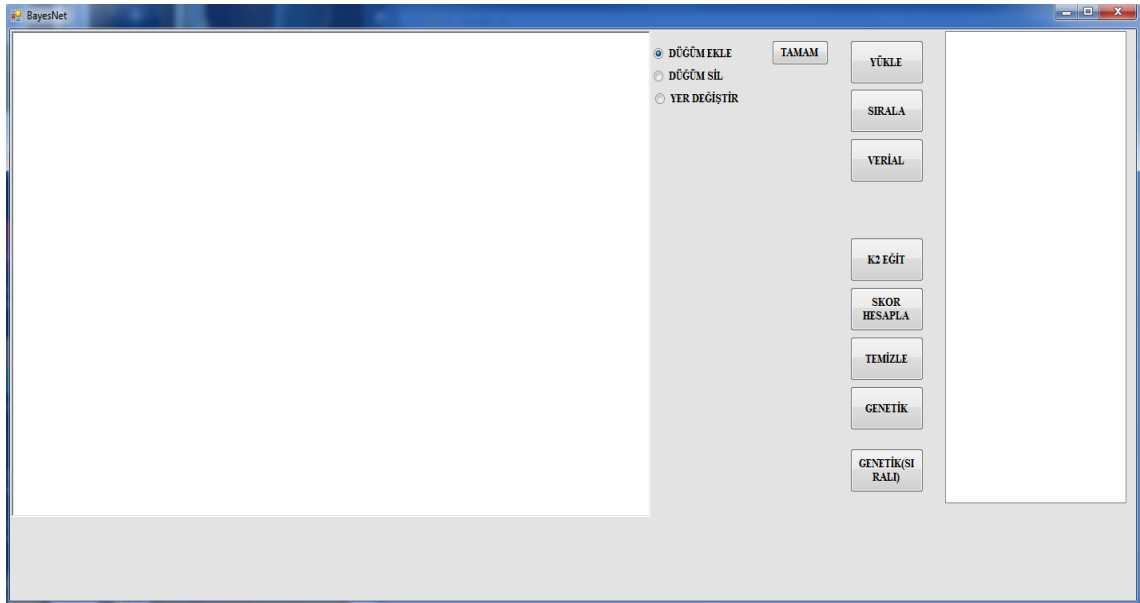 BayesNet
DÜĞÜM EKLE
DÜĞÜM SİL
YER DEĞİŞTİR
TAMAM
YÜKLE
SIRALA
VERİAL
K2 EĞİT
SKOR
HESAPLA
TEMİZLE
GENETİK
GENETİK(SI
RALI)